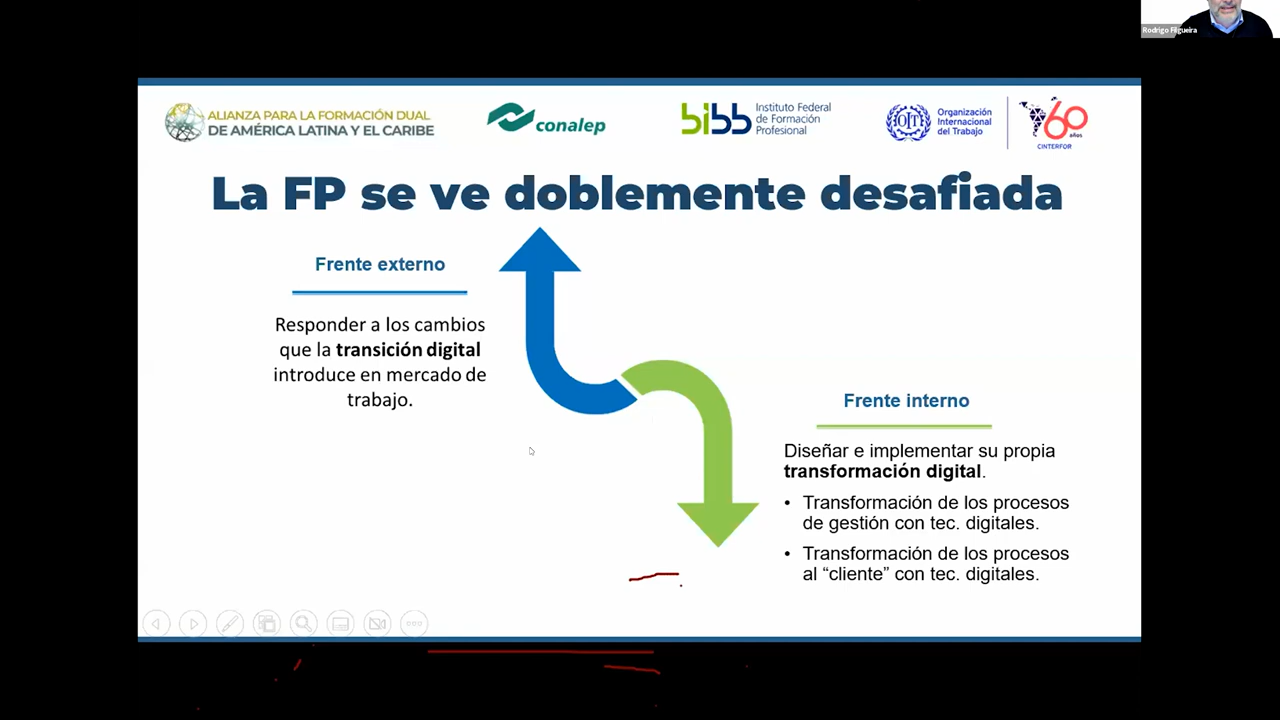 Rodrigo Filgueira
ALIANZA PARA LA FORMACIÓN DUAL
DE AMÉRICA LATINA Y EL CARIBE
conalep
bibb
Instituto Federal
de Formación
Profesional
OIT
Organización
Internacional
del Trabajo
60
años
CINTERFOR
La FP se ve doblemente desafiada
Frente externo
Responder a los cambios
que la transición digital
introduce en mercado de
trabajo.
Frente interno
Diseñar e implementar su propia
transformación digital.
• Transformación de los procesos
de gestión con tec. digitales.
• Transformación de los procesos
al “cliente” con tec. digitales.